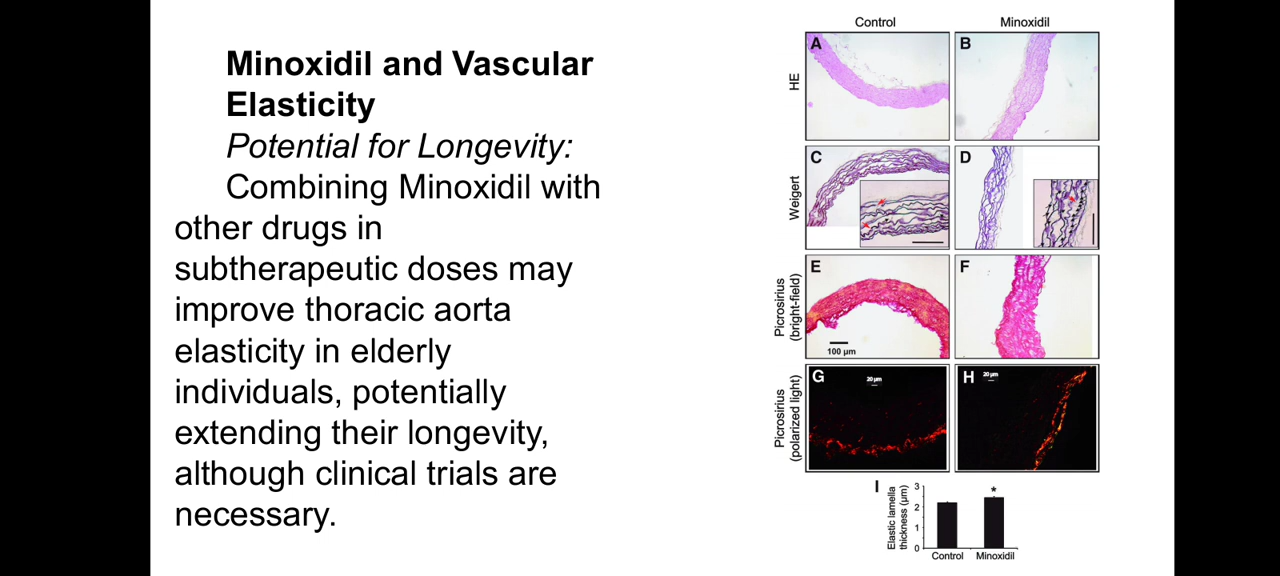 Minoxidil and Vascular
Elasticity
Potential for Longevity:
Combining Minoxidil with
other drugs in
subtherapeutic doses may
improve thoracic aorta
elasticity in elderly
individuals, potentially
extending their longevity,
although clinical trials are
necessary.
Control
Minoxidil
HE
A
B
Weigert
C
D
Picrosirius
(bright-field)
E
F
100 μm
Picrosirius
(polarized light)
G
20 μm
H
20 μm
I
Elastic lamella
thickness (μm)
3
2
1
0
*
Control
Minoxidil